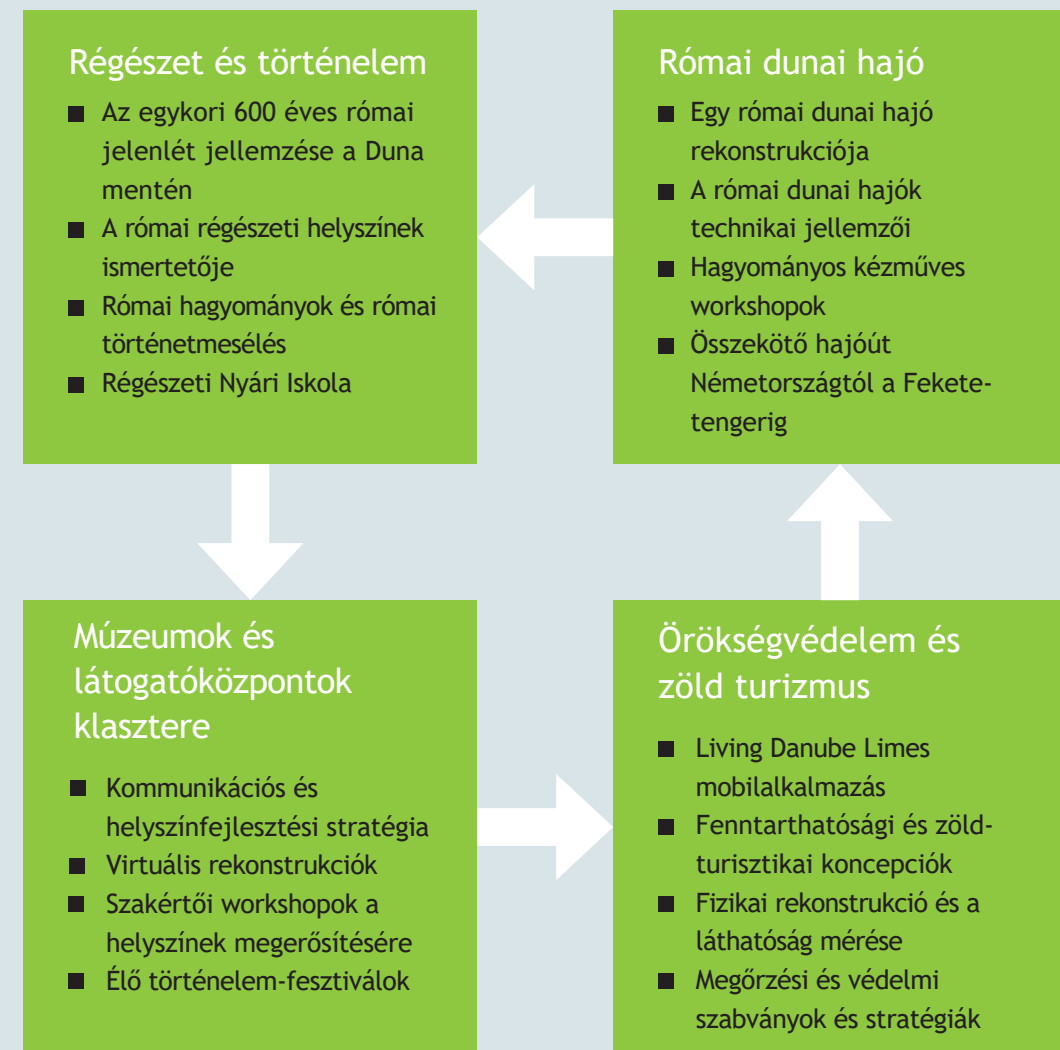 Régészet és történelem
■ Az egykori 600 éves római
jelenlét jellemzése a Duna
mentén
■ A római régészeti helyszínek
ismertetője
■ Római hagyományok és római
történetmesélés
■ Régészeti Nyári Iskola
Római dunai hajó
■ Egy római dunai hajó
rekonstrukciója
■ A római dunai hajók
technikai jellemzői
■ Hagyományos kézműves
workshopok
■ Összekötő hajóút
Németországtól a Fekete-
tengerig
Múzeumok és
látogatóközpontok
klasztere
■ Kommunikációs és
helyszínfejlesztési stratégia
■ Virtuális rekonstrukciók
■ Szakértői workshopok a
helyszínek megerősítésére
■ Élő történelem-fesztiválok
Örökségvédelem és
zöld turizmus
■ Living Danube Limes
mobilalkalmazás
■ Fenntarthatósági és zöld-
turisztikai koncepciók
■ Fizikai rekonstrukció és a
láthatóság mérése
■ Megőrzési és védelmi
szabványok és stratégiák